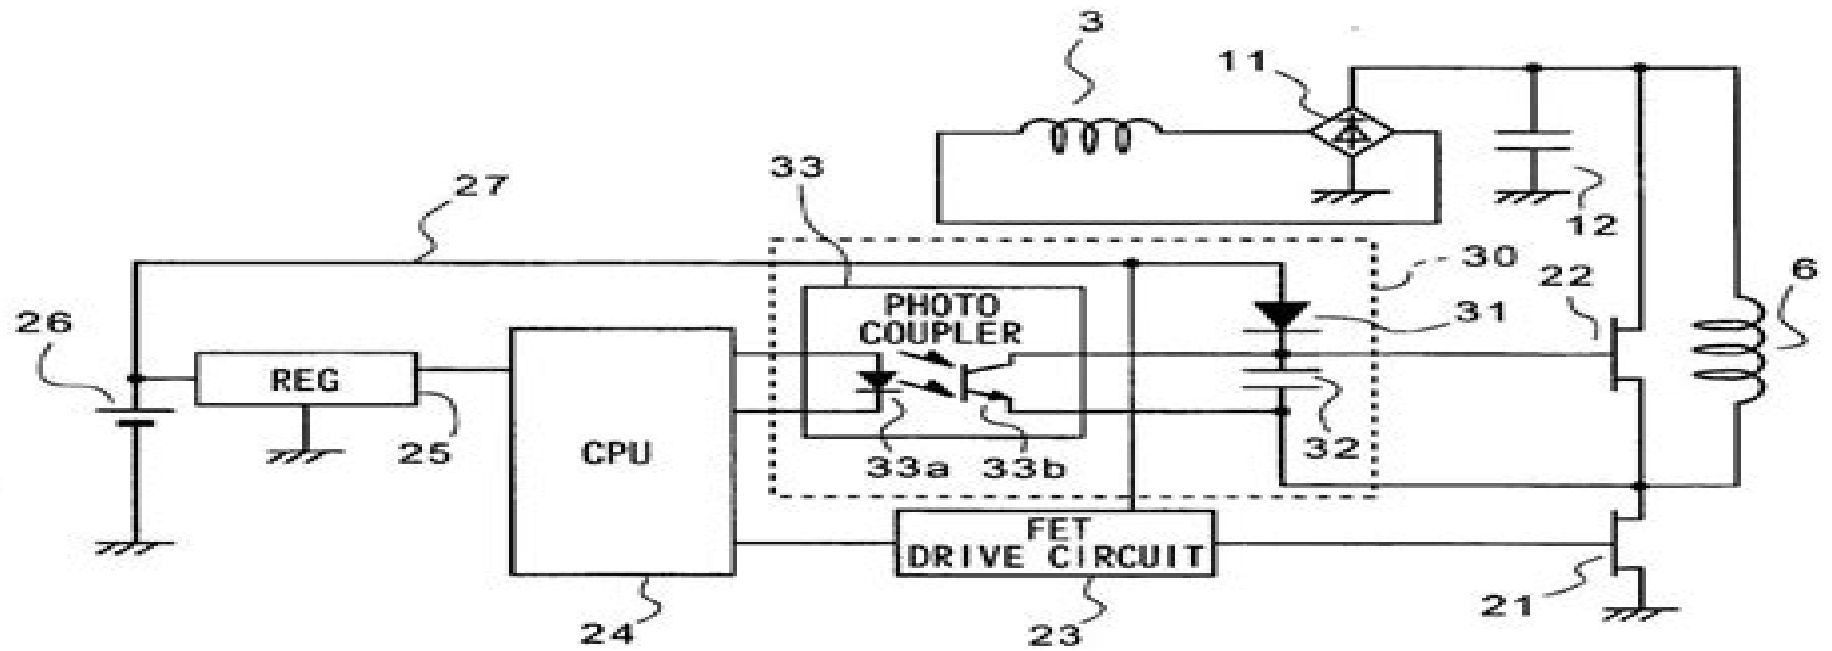 3
11
33
27
12
30
22
6
26
PHOTO
COUPLER
31
REG
25
CPU
33a
33b
32
FET
DRIVE CIRCUIT
24
23
21